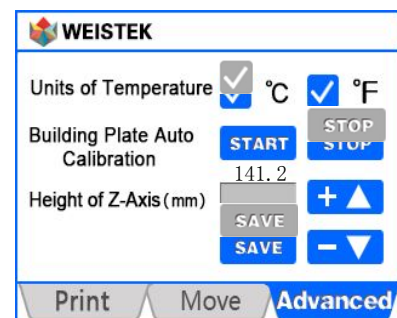 WEISTEK
Units of Temperature °C °F
Building Plate Auto Calibration START STOP STOP
141.2
Height of Z-Axis(mm) +
SAVE
SAVE −
Print Move Advanced